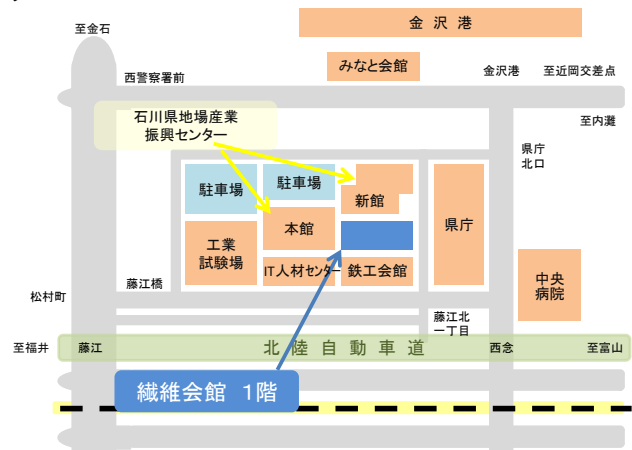 金沢港
至金石
みなと会館
金沢港
至近岡交差点
西警察署前
石川県地場産業
振興センター
至内灘
県庁
北口
駐車場
駐車場
新館
本館
県庁
工業
試験場
IT人材センター
鉄工会館
中央
病院
藤江橋
松村町
藤江北
一丁目
至福井
藤江
北陸自動車道
西念
至富山
繊維会館 1階